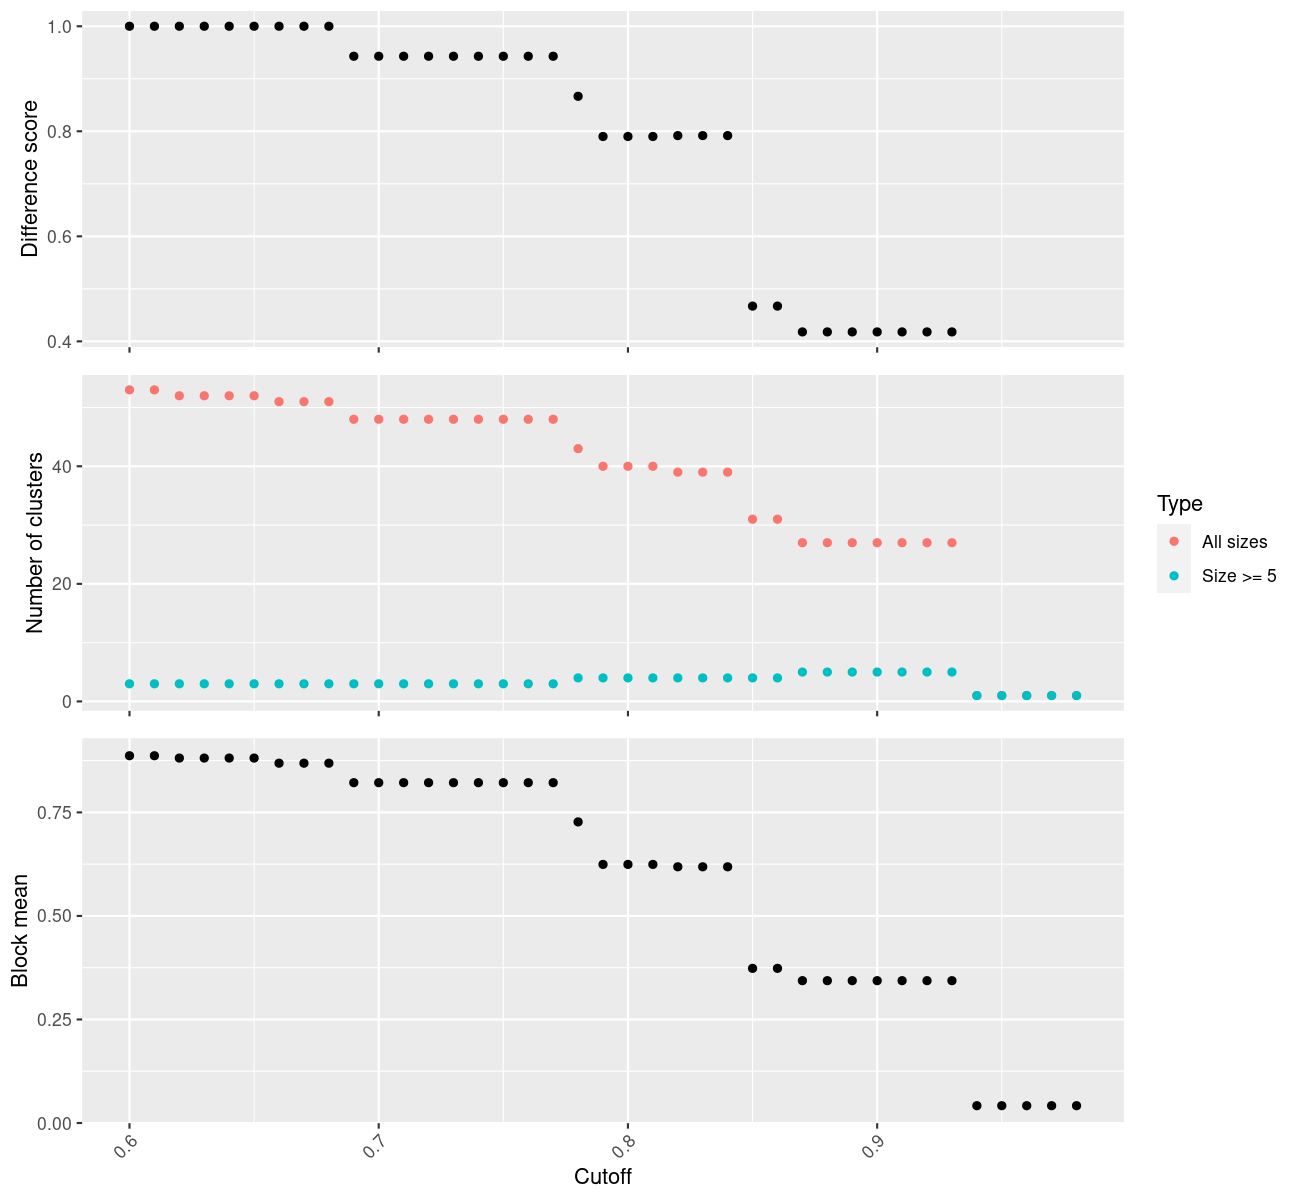 1.0
0.8
0.6
0.4
Difference score
40
20
0
Number of clusters
Type
All sizes
Size >= 5
0.75
0.50
0.25
0.00
Block mean
0.6
0.7
0.8
0.9
Cutoff